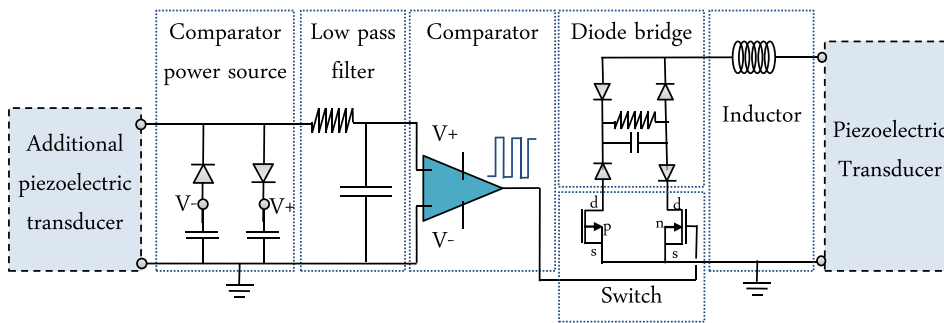 Comparator
power source
Low pass
filter
Comparator
Diode bridge
Inductor
Additional
piezoelectric
transducer
V-
V+
V+
V-
d
p
s
d
n
s
Switch
Piezoelectric
Transducer